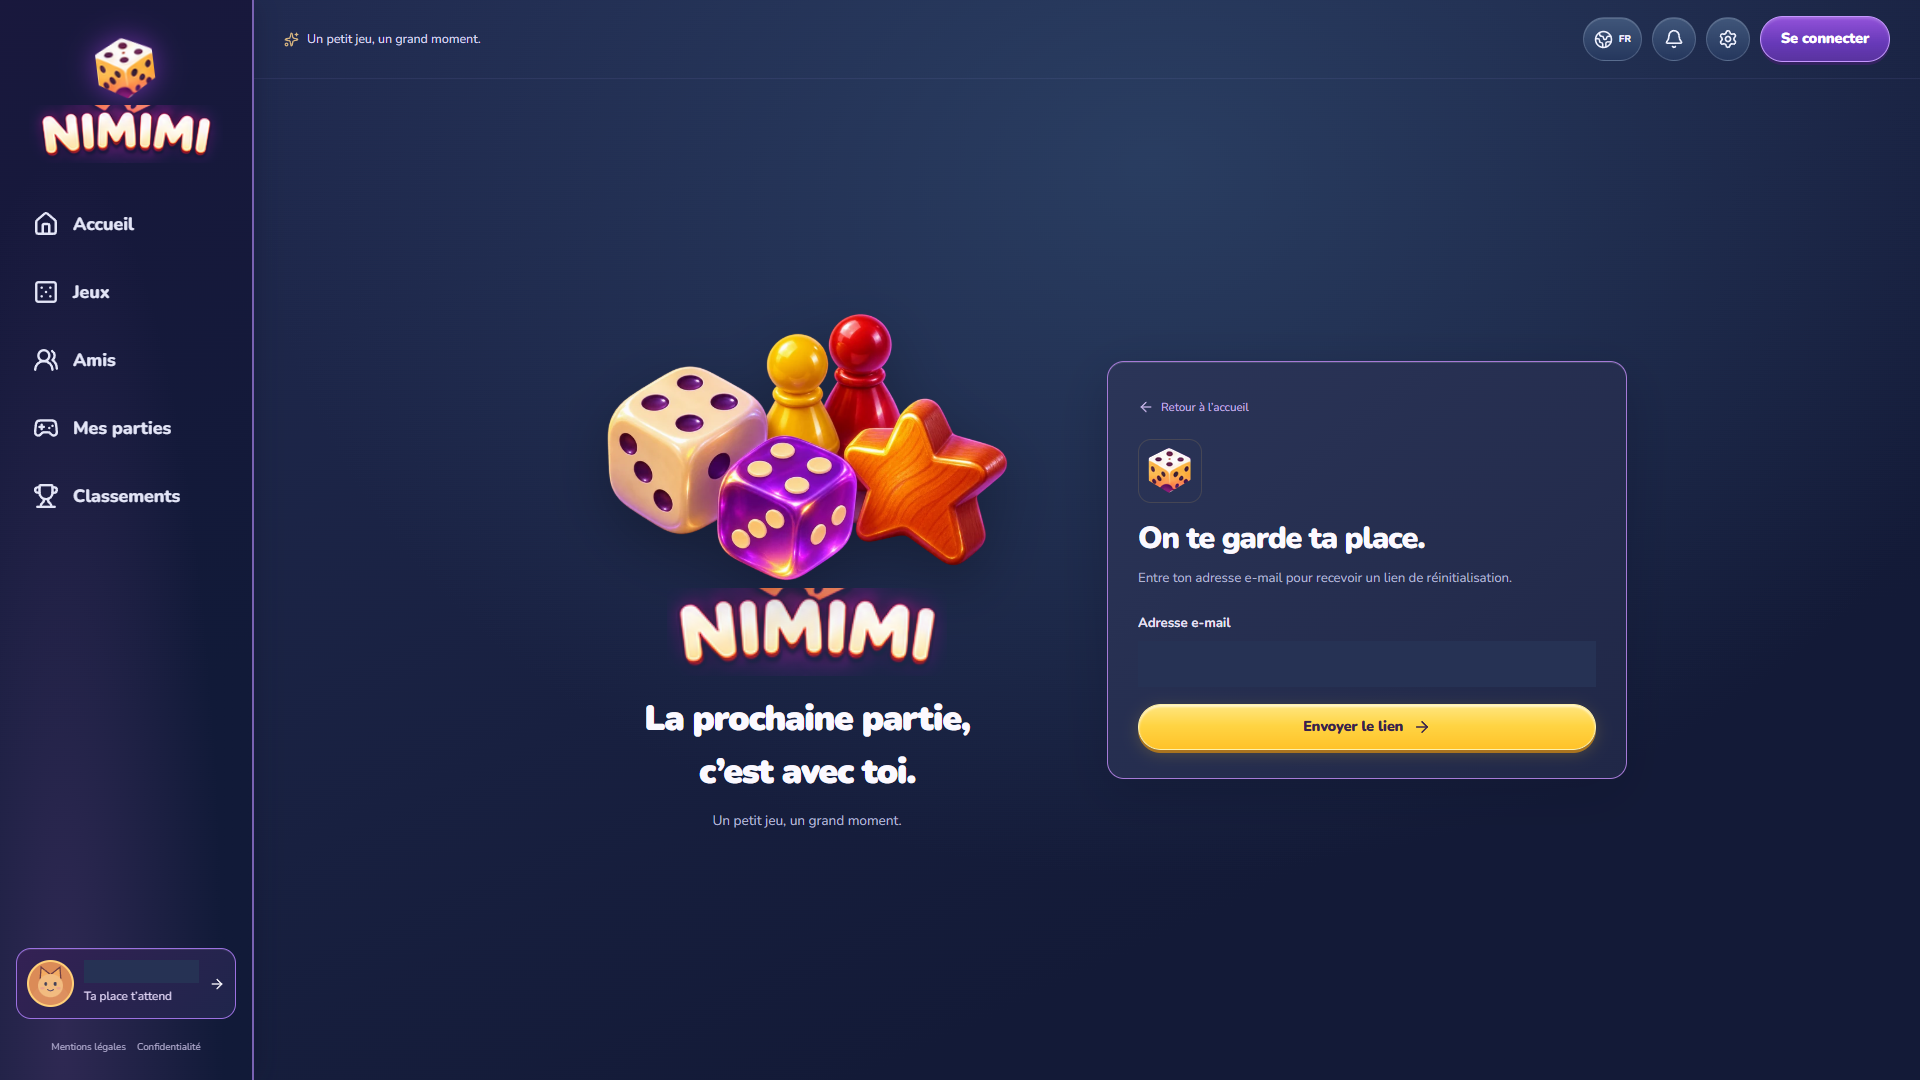 NIMIMI
Accueil
Jeux
Amis
Mes parties
Classements
Ta place t'attend
Mentions légales Confidentialité
Un petit jeu, un grand moment.
FR
Se connecter
NIMIMI
La prochaine partie,
c’est avec toi.
Un petit jeu, un grand moment.
Retour à l’accueil
On te garde ta place.
Entre ton adresse e-mail pour recevoir un lien de réinitialisation.
Adresse e-mail
Envoyer le lien